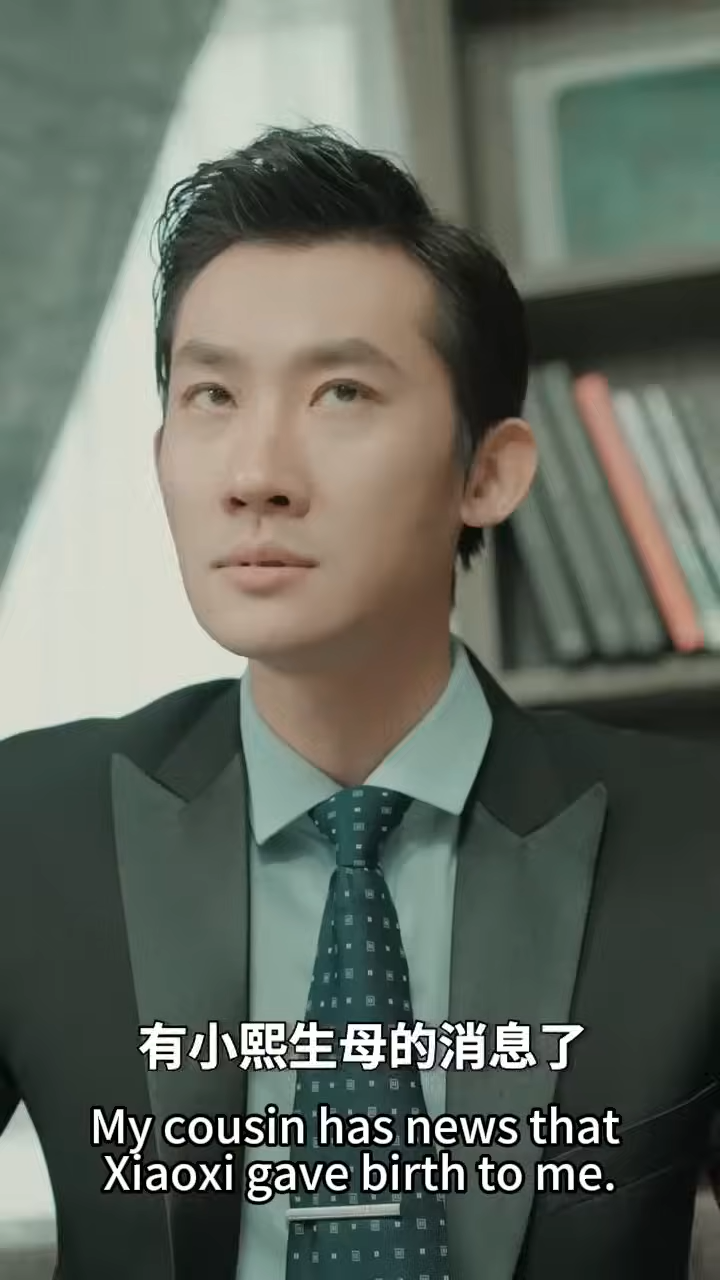 有小熙生母的消息了
My cousin has news that
Xiaoxi gave birth to me.